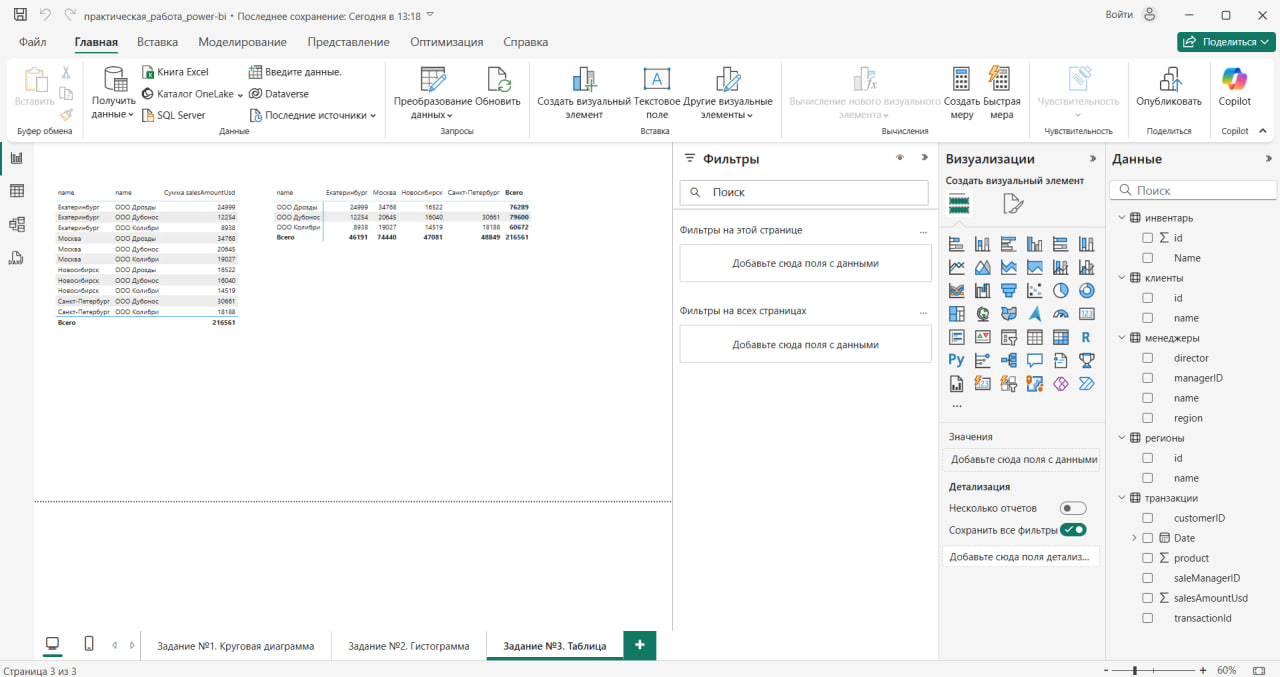 практическая_работа_power-bi • Последнее сохранение: Сегодня в 13:18
Войти
Файл Главная Вставка Моделирование Представление Оптимизация Справка
Поделиться
Вставить
Буфер обмена
Получить данные
Книга Excel
Каталог OneLake
SQL Server
Введите данные.
Dataverse
Последние источники
Данные
Преобразование данных
Обновить
Запросы
Создать визуальный элемент
Текстовое поле
Другие визуальные элементы
Вставка
Вычисление нового визуального элемента
Создать меру
Быстрая мера
Вычисления
Чувствительность
Чувствительность
Опубликовать
Поделиться
Copilot
Copilot
name name Сумма salesAmountUsd
Екатеринбург ООО Дрозды 24999
Екатеринбург ООО Дубонос 12254
Екатеринбург ООО Колибри 8938
Москва ООО Дрозды 34768
Москва ООО Дубонос 20645
Москва ООО Колибри 19027
Новосибирск ООО Дрозды 16522
Новосибирск ООО Дубонос 16040
Новосибирск ООО Колибри 14519
Санкт-Петербург ООО Дубонос 30661
Санкт-Петербург ООО Колибри 18188
Всего 216561
name Екатеринбург Москва Новосибирск Санкт-Петербург Всего
ООО Дрозды 24999 34768 16522 76289
ООО Дубонос 12254 20645 16040 30661 79600
ООО Колибри 8938 19027 14519 18188 60672
Всего 46191 74440 47081 48849 216561
Фильтры
Поиск
Фильтры на этой странице ...
Добавьте сюда поля с данными
Фильтры на всех страницах ...
Добавьте сюда поля с данными
Визуализации
Создать визуальный элемент
123
R
Py
123
...
Значения
Добавьте сюда поля с данными
Детализация
Несколько отчетов
Сохранить все фильтры
Добавьте сюда поля детализ...
Данные
Поиск
инвентарь
id
Name
клиенты
id
name
менеджеры
director
managerID
name
region
регионы
id
name
транзакции
customerID
Date
product
saleManagerID
salesAmountUsd
transactionId
Задание №1. Круговая диаграмма
Задание №2. Гистограмма
Задание №3. Таблица
+
Страница 3 из 3
- + 60%